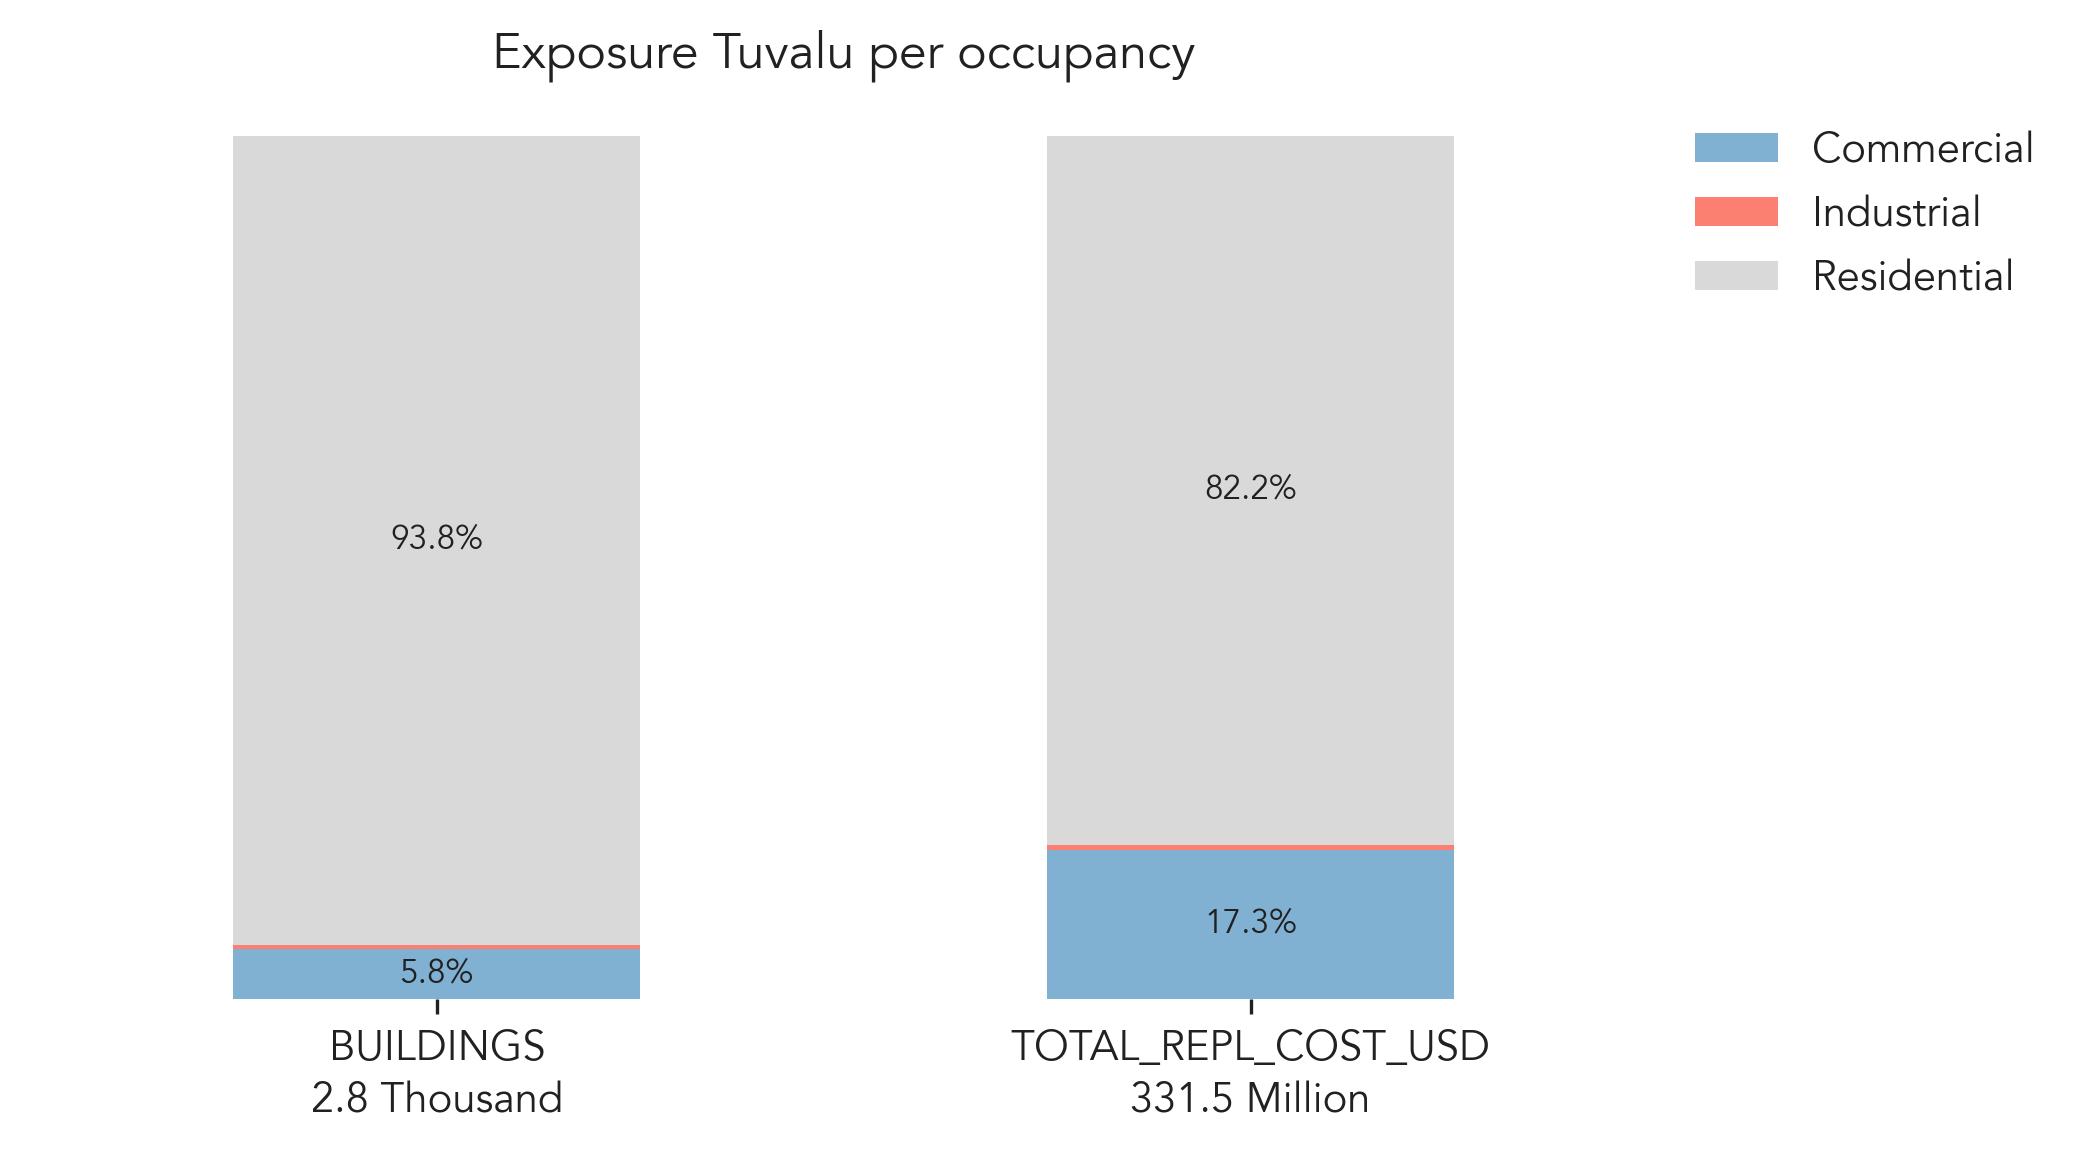 Exposure Tuvalu per occupancy
Commercial
Industrial
Residential
93.8%
82.2%
5.8%
17.3%
BUILDINGS
2.8 Thousand
TOTAL_REPL_COST_USD
331.5 Million